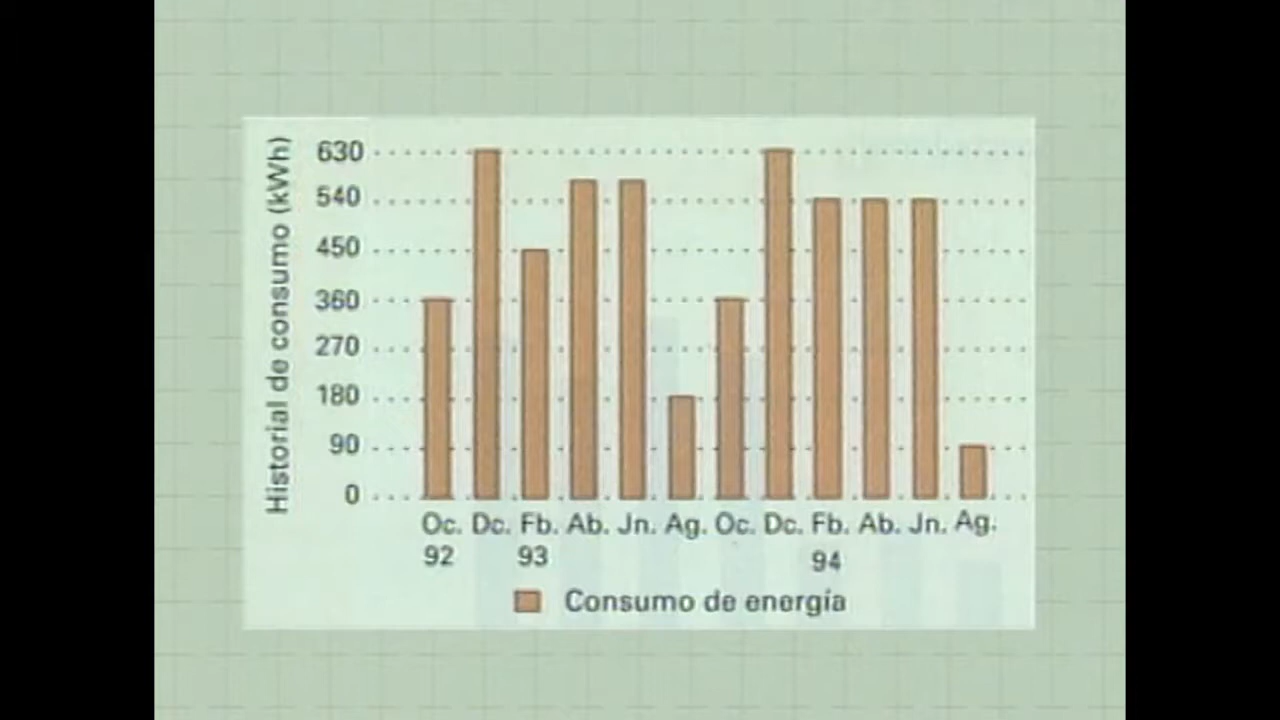 Historial de consumo (kWh)
630
540
450
360
270
180
90
0
Oc. Dc. Fb. Ab. Jn. Ag. Oc. Dc. Fb. Ab. Jn. Ag.
92 93 94
Consumo de energía